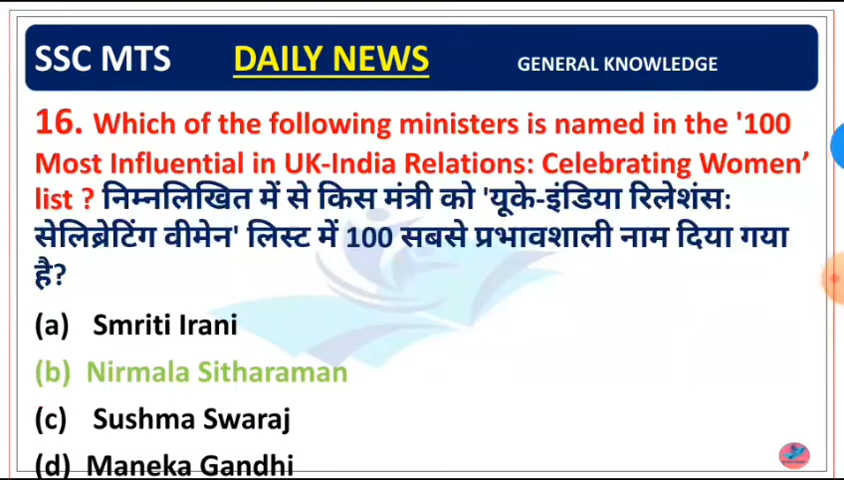 SSC MTS DAILY NEWS GENERAL KNOWLEDGE
16. Which of the following ministers is named in the '100
Most Influential in UK-India Relations: Celebrating Women’
list ? निम्नलिखित में से किस मंत्री को 'यूके-इंडिया रिलेशंस:
सेलिब्रेटिंग वीमेन' लिस्ट में 100 सबसे प्रभावशाली नाम दिया गया
है?
(a) Smriti Irani
(b) Nirmala Sitharaman
(c) Sushma Swaraj
(d) Maneka Gandhi